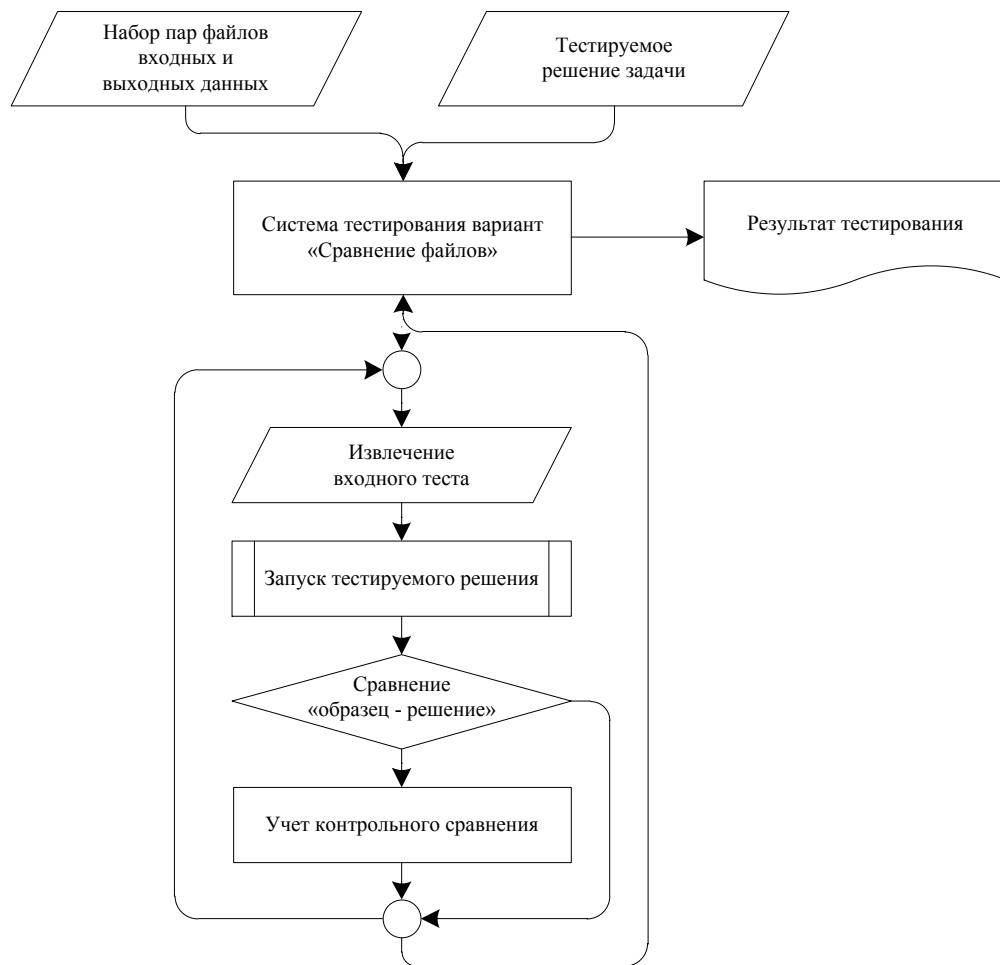 Набор пар файлов
входных и
выходных данных
Тестируемое
решение задачи
Система тестирования вариант
«Сравнение файлов»
Результат тестирования
Извлечение
входного теста
Запуск тестируемого решения
Сравнение
«образец - решение»
Учет контрольного сравнения